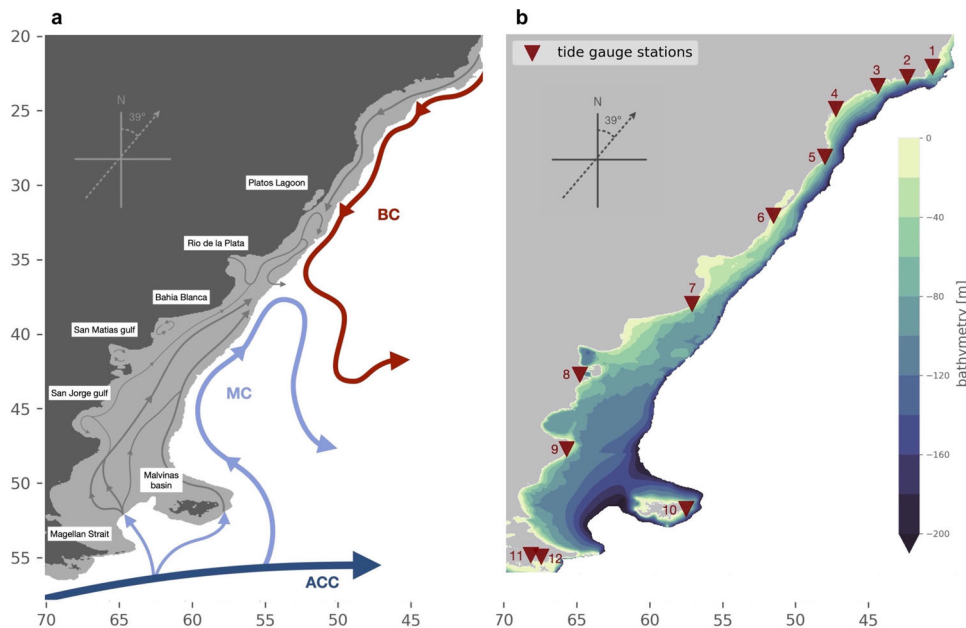 a
20
25
30
35
40
45
50
55
70
65
60
55
50
45
N
39°
Platos Lagoon
BC
Rio de la Plata
Bahia Blanca
San Matias gulf
MC
San Jorge gulf
Malvinas
basin
Magellan Strait
ACC
b
tide gauge stations
N
39°
1
2
3
4
5
6
7
8
9
10
11
12
70
65
60
55
50
45
0
−40
−80
−120
−160
−200
bathymetry [m]